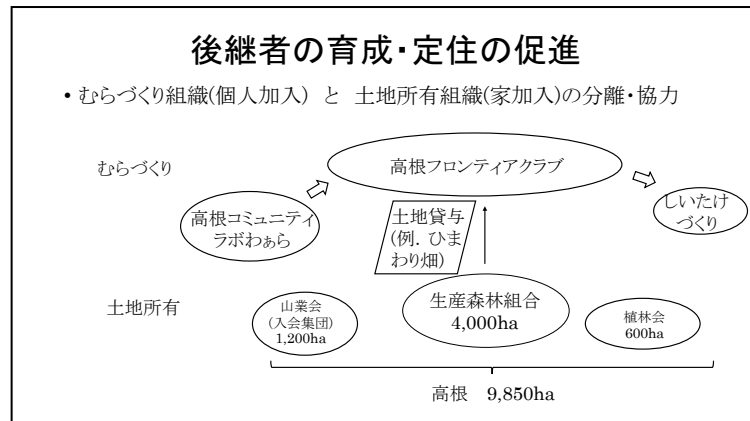 後継者の育成・定住の促進
• むらづくり組織(個人加入) と 土地所有組織(家加入)の分離・協力
むらづくり
高根フロンティアクラブ
高根コミュニティ
ラボわぁら
土地貸与
(例. ひま
わり畑)
しいたけ
づくり
土地所有
山業会
(入会集団)
1,200ha
生産森林組合
4,000ha
植林会
600ha
高根 9,850ha